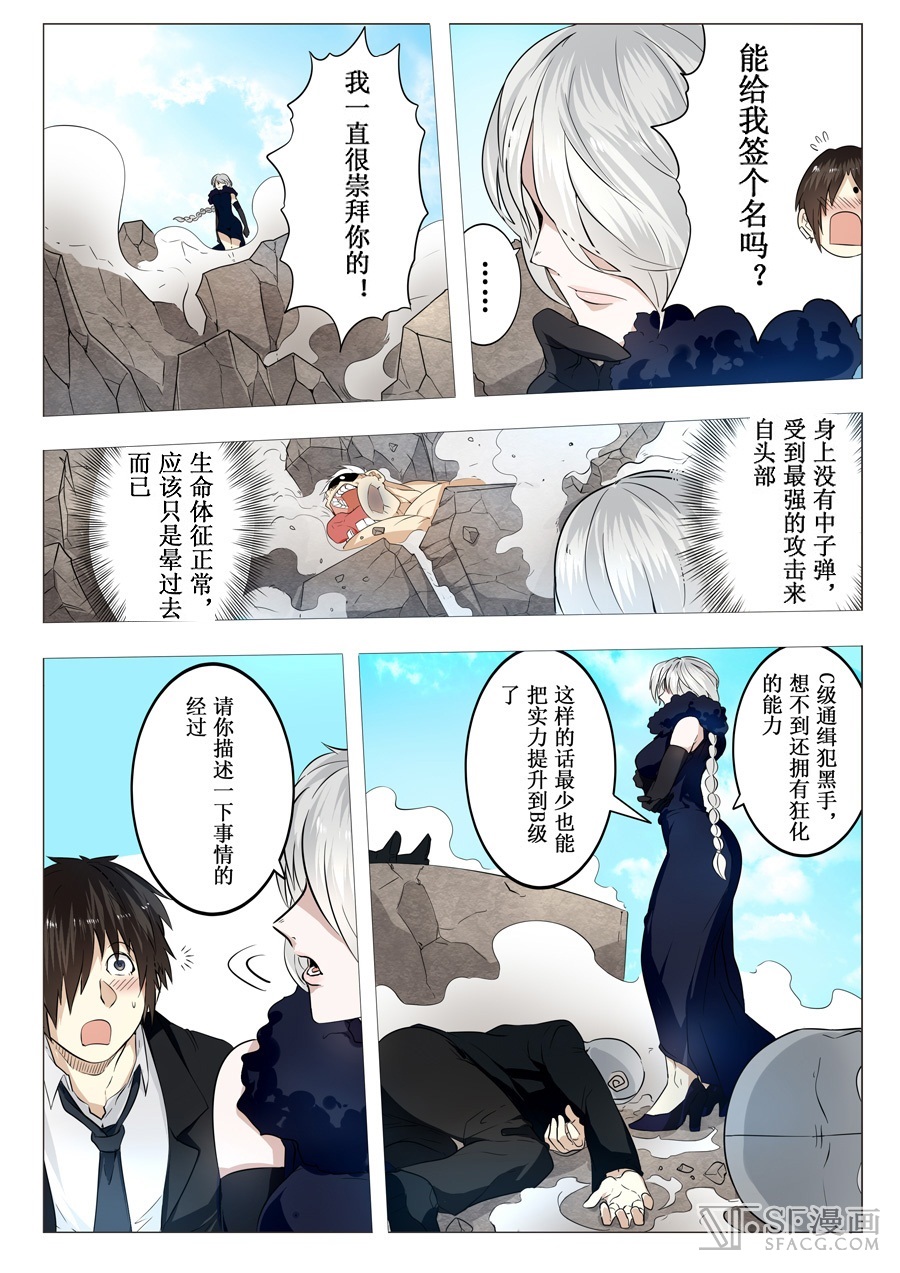 能给我签个名吗？
……
我一直很崇拜你的！
身上没有中子弹，
受到最强的攻击来
自头部
生命体征正常，
应该只是晕过去
而已
C级通缉犯黑手，
想不到还拥有狂化
的能力
这样的话最少也能
把实力提升到B级
了
请你描述一下事情的
经过
SF漫画
SFACG.COM